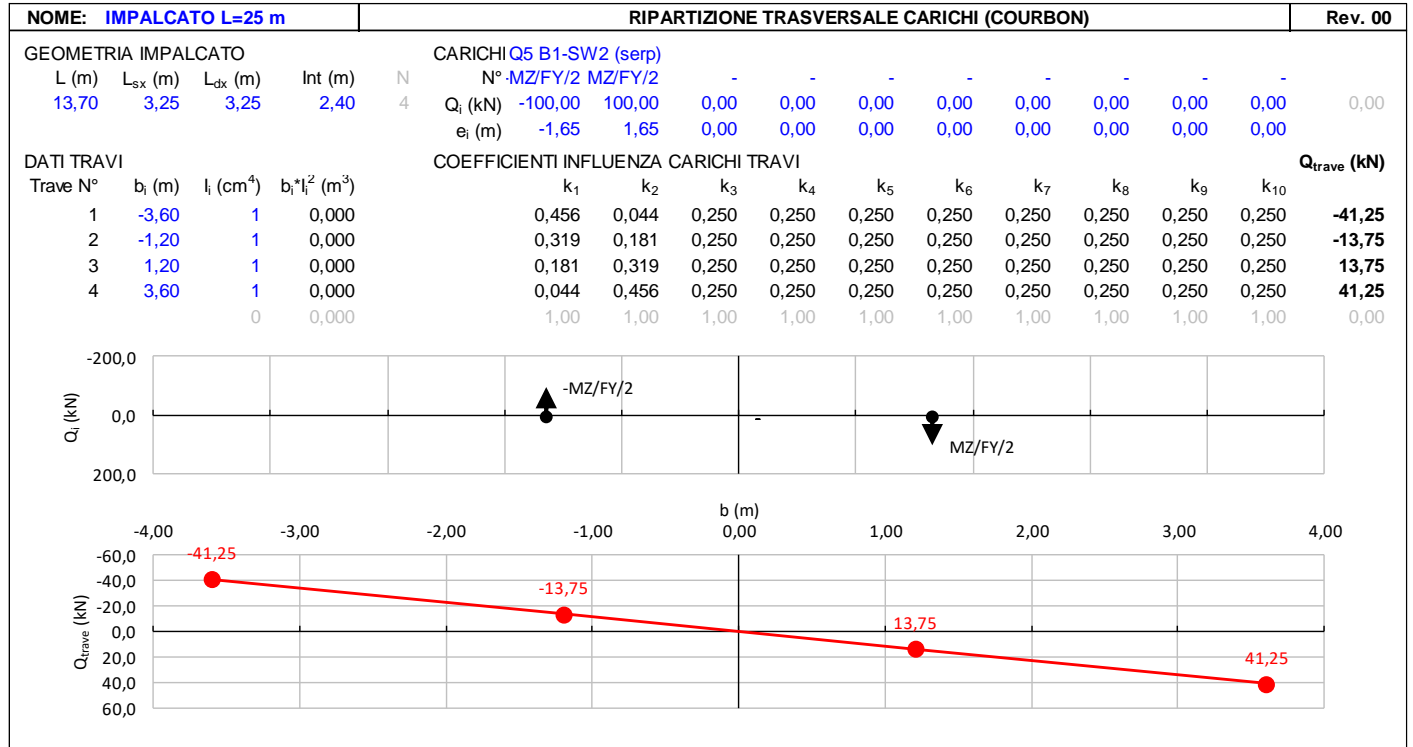 NOME: IMPALCATO L=25 m RIPARTIZIONE TRASVERSALE CARICHI (COURBON) Rev. 00
GEOMETRIA IMPALCATO CARICHI Q5 B1-SW2 (serp)
L (m) Lsx (m) Ldx (m) Int (m) N N° -MZ/FY/2 MZ/FY/2 - - - - - - - -
13,70 3,25 3,25 2,40 4 Qi (kN) -100,00 100,00 0,00 0,00 0,00 0,00 0,00 0,00 0,00 0,00 0,00
ei (m) -1,65 1,65 0,00 0,00 0,00 0,00 0,00 0,00 0,00 0,00
DATI TRAVI COEFFICIENTI INFLUENZA CARICHI TRAVI Qtrave (kN)
Trave N° bi (m) Ii (cm4) bi*Ii2 (m3) k1 k2 k3 k4 k5 k6 k7 k8 k9 k10
1 -3,60 1 0,000 0,456 0,044 0,250 0,250 0,250 0,250 0,250 0,250 0,250 0,250 -41,25
2 -1,20 1 0,000 0,319 0,181 0,250 0,250 0,250 0,250 0,250 0,250 0,250 0,250 -13,75
3 1,20 1 0,000 0,181 0,319 0,250 0,250 0,250 0,250 0,250 0,250 0,250 0,250 13,75
4 3,60 1 0,000 0,044 0,456 0,250 0,250 0,250 0,250 0,250 0,250 0,250 0,250 41,25
0 0,000 1,00 1,00 1,00 1,00 1,00 1,00 1,00 1,00 1,00 1,00 0,00
-200,0
-MZ/FY/2
Qi (kN)
0,0
-
MZ/FY/2
200,0
b (m)
-4,00 -3,00 -2,00 -1,00 0,00 1,00 2,00 3,00 4,00
-60,0
-41,25
-40,0
-13,75
-20,0
13,75
Qtrave (kN)
0,0
20,0
41,25
40,0
60,0